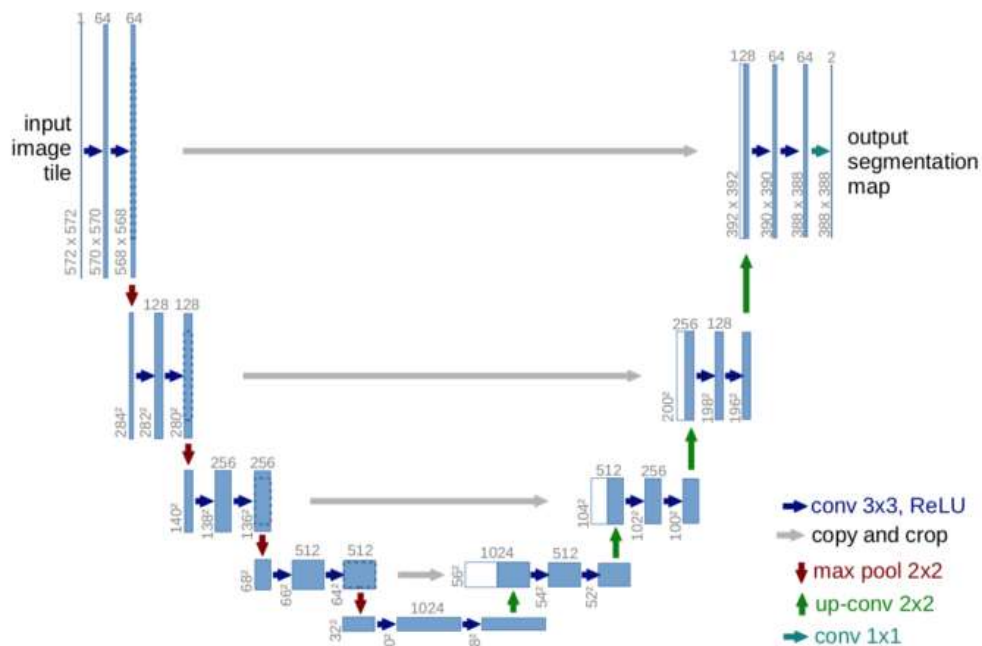 1 64 64
input
image
tile
572 x 572
570 x 570
568 x 568
128 64 64 2
output
segmentation
map
392 x 392
390 x 390
388 x 388
388 x 388
128 128
284²
282²
280²
256 128
200²
198²
196²
256 256
140²
138²
136²
512 256
104²
102²
100²
512 512
68²
66²
64²
1024 512
56²
54²
52²
1024
32²
0²
8²
conv 3x3, ReLU
copy and crop
max pool 2x2
up-conv 2x2
conv 1x1